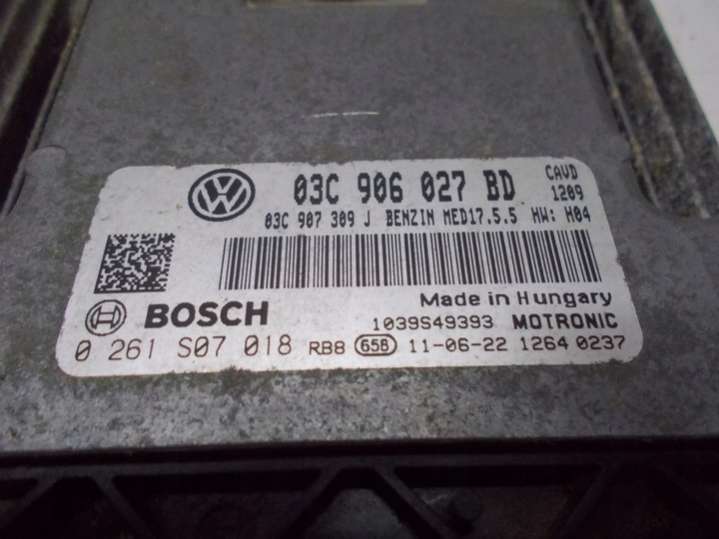 03C 906 027 BD CAVD
1209
03C 907 309 J BENZIN MED17.5.5 HW: H04
Made in Hungary
BOSCH 1039S49393 MOTRONIC
0 261 S07 018 RB8 658 11-06-22 1264 0237